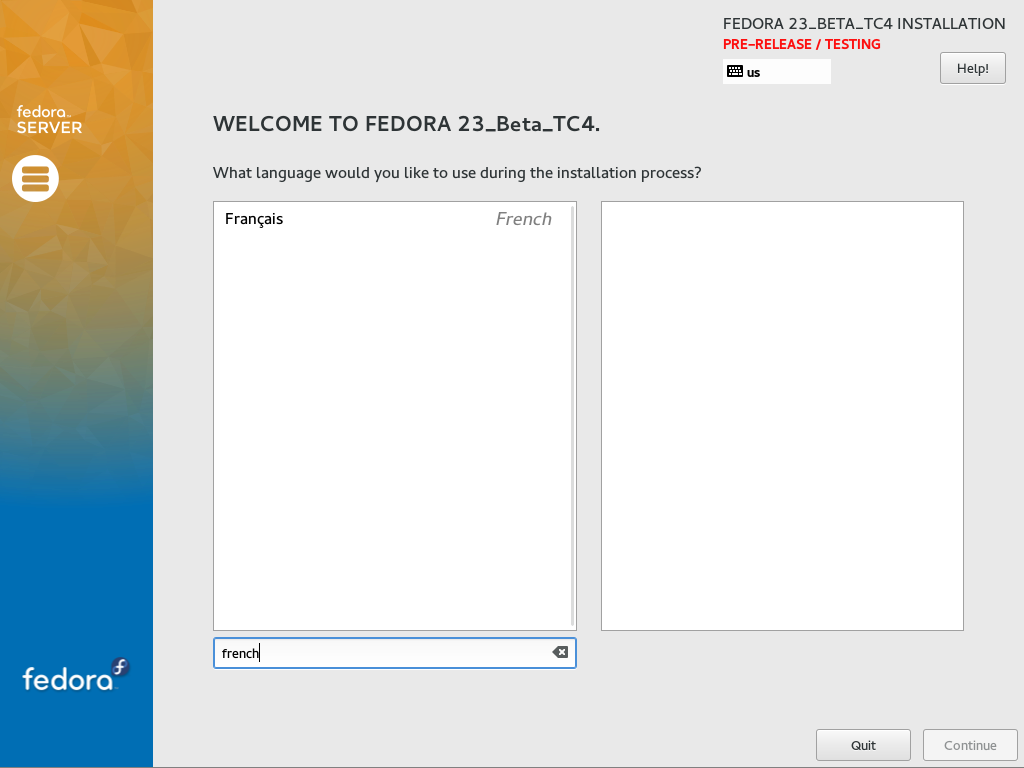 FEDORA 23_BETA_TC4 INSTALLATION
PRE-RELEASE / TESTING
us
Help!
fedora
SERVER
WELCOME TO FEDORA 23_Beta_TC4.
What language would you like to use during the installation process?
Français French
french
fedora
Quit Continue